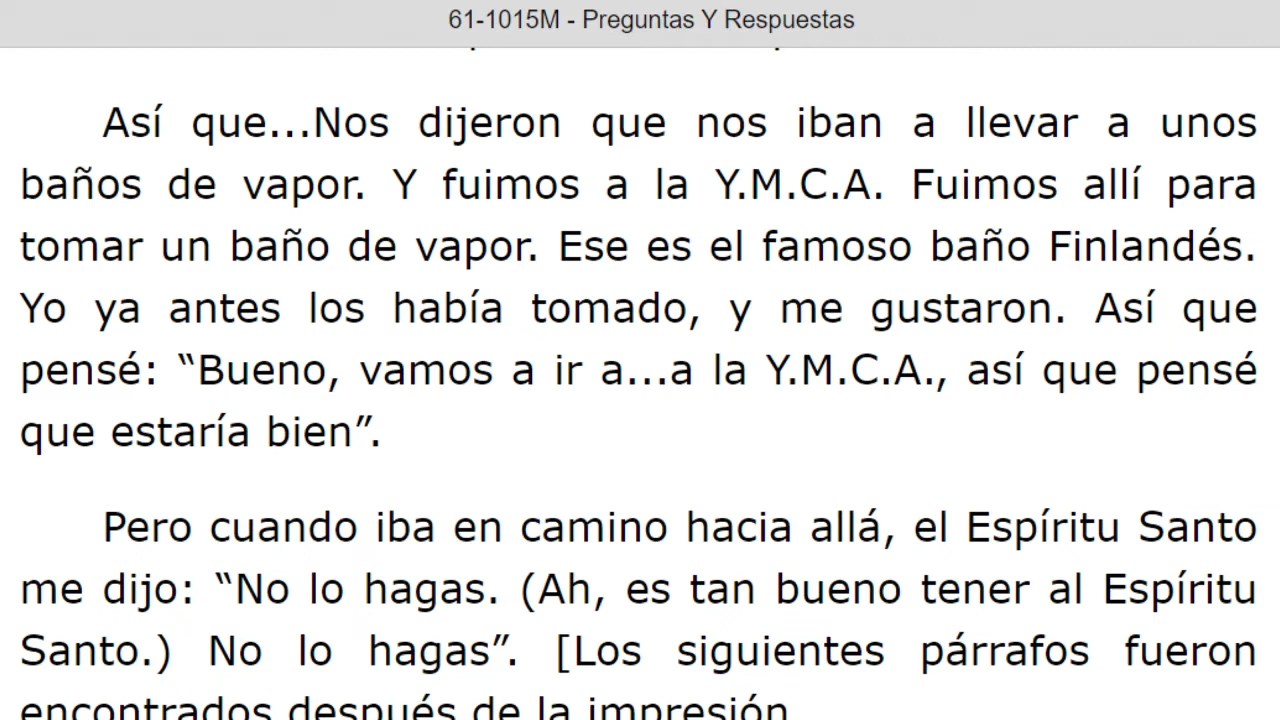 61-1015M - Preguntas Y Respuestas
Así que...Nos dijeron que nos iban a llevar a unos
baños de vapor. Y fuimos a la Y.M.C.A. Fuimos allí para
tomar un baño de vapor. Ese es el famoso baño Finlandés.
Yo ya antes los había tomado, y me gustaron. Así que
pensé: “Bueno, vamos a ir a...a la Y.M.C.A., así que pensé
que estaría bien”.
Pero cuando iba en camino hacia allá, el Espíritu Santo
me dijo: “No lo hagas. (Ah, es tan bueno tener al Espíritu
Santo.) No lo hagas”. [Los siguientes párrafos fueron
encontrados después de la impresión